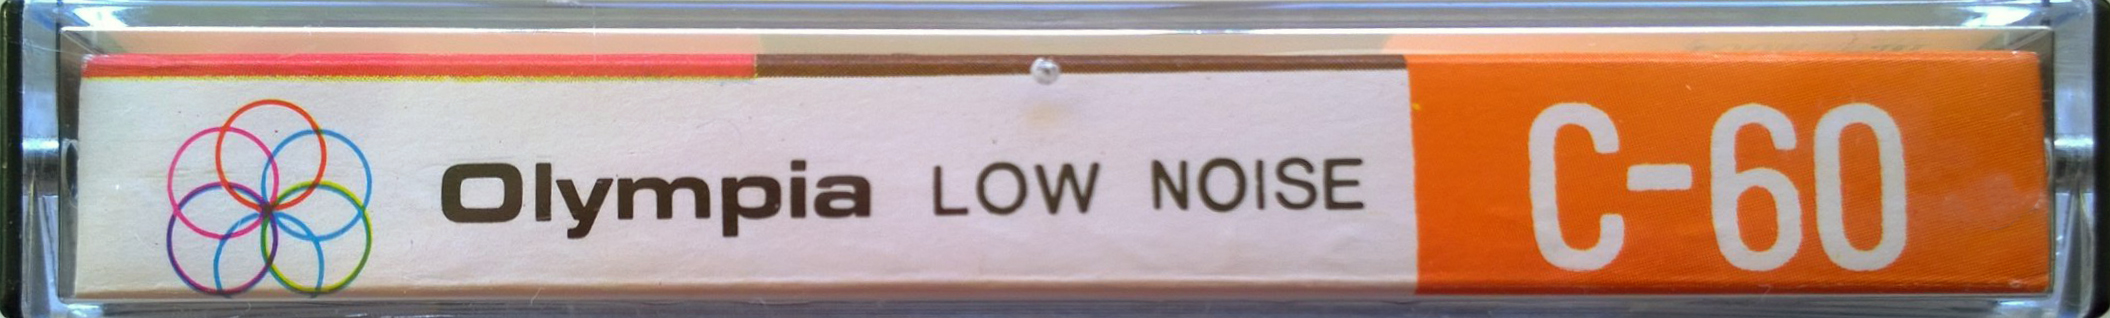 Olympia LOW NOISE C-60